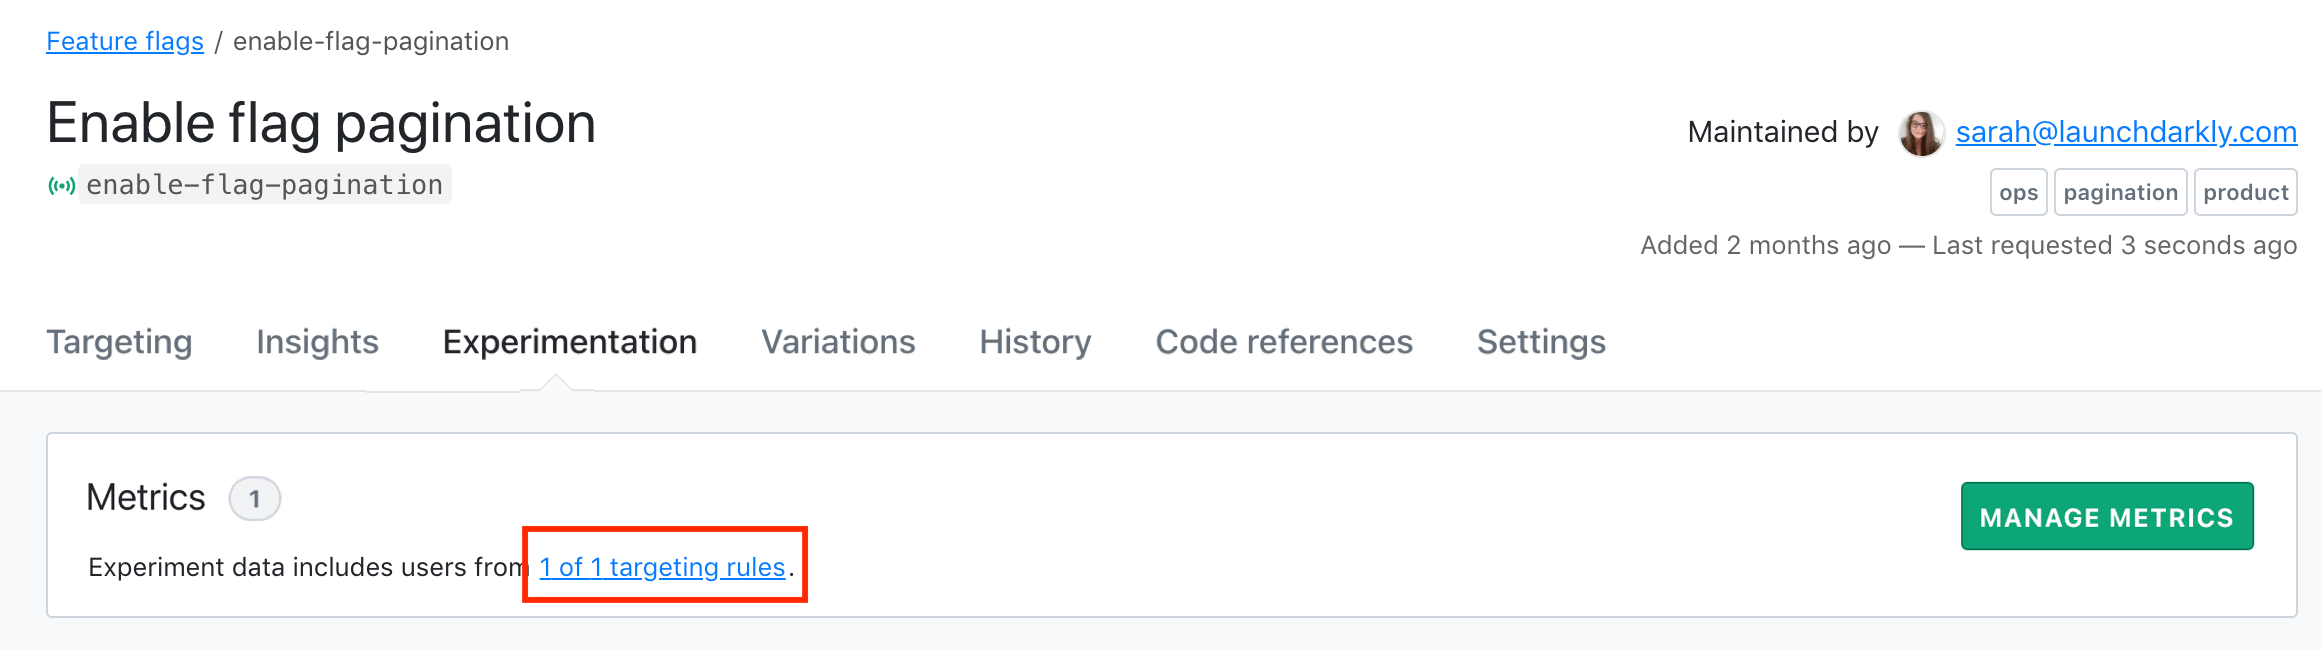 Feature flags / enable-flag-pagination
Enable flag pagination
enable-flag-pagination
Maintained by sarah@launchdarkly.com
ops pagination product
Added 2 months ago — Last requested 3 seconds ago
Targeting Insights Experimentation Variations History Code references Settings
Metrics 1
MANAGE METRICS
Experiment data includes users from 1 of 1 targeting rules.